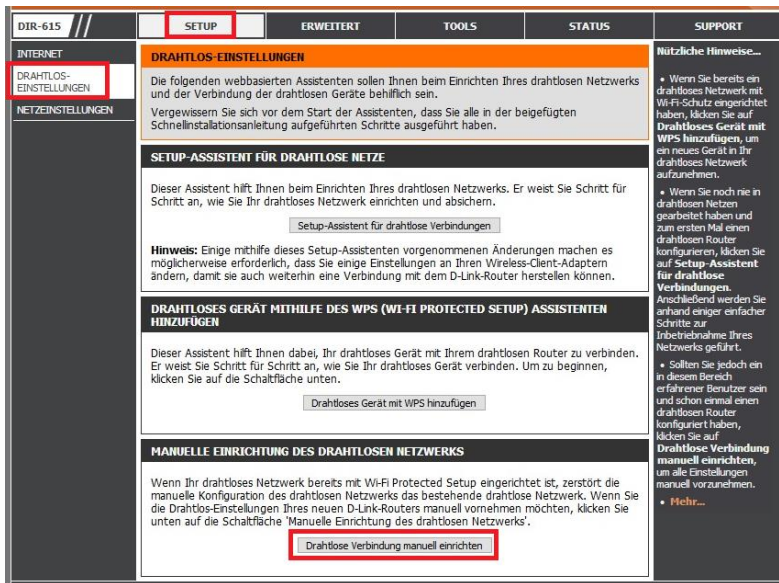 DIR-615
SETUP
ERWEITERT
TOOLS
STATUS
SUPPORT
INTERNET
DRAHTLOS-
EINSTELLUNGEN
NETZEINSTELLUNGEN
DRAHTLOS-EINSTELLUNGEN
Die folgenden webbasierten Assistenten sollen Ihnen beim Einrichten Ihres drahtlosen Netzwerks
und der Verbindung der drahtlosen Geräte behilflich sein.
Vergewissern Sie sich vor dem Start der Assistenten, dass Sie alle in der beigefügten
Schnellinstallationsanleitung aufgeführten Schritte ausgeführt haben.
SETUP-ASSISTENT FÜR DRAHTLOSE NETZE
Dieser Assistent hilft Ihnen beim Einrichten Ihres drahtlosen Netzwerks. Er weist Sie Schritt für
Schritt an, wie Sie Ihr drahtloses Netzwerk einrichten und absichern.
Setup-Assistent für drahtlose Verbindungen
Hinweis: Einige mithilfe dieses Setup-Assistenten vorgenommenen Änderungen machen es
möglicherweise erforderlich, dass Sie einige Einstellungen an Ihren Wireless-Client-Adaptern
ändern, damit sie auch weiterhin eine Verbindung mit dem D-Link-Router herstellen können.
DRAHTLOSES GERÄT MITHILFE DES WPS (WI-FI PROTECTED SETUP) ASSISTENTEN
HINZUFÜGEN
Dieser Assistent hilft Ihnen dabei, Ihr drahtloses Gerät mit Ihrem drahtlosen Router zu verbinden.
Er weist Sie Schritt für Schritt an, wie Sie Ihr drahtloses Gerät verbinden. Um zu beginnen,
klicken Sie auf die Schaltfläche unten.
Drahtloses Gerät mit WPS hinzufügen
MANUELLE EINRICHTUNG DES DRAHTLOSEN NETZWERKS
Wenn Ihr drahtloses Netzwerk bereits mit Wi-Fi Protected Setup eingerichtet ist, zerstört die
manuelle Konfiguration des drahtlosen Netzwerks das bestehende drahtlose Netzwerk. Wenn Sie
die Drahtlos-Einstellungen Ihres neuen D-Link-Routers manuell vornehmen möchten, klicken Sie
unten auf die Schaltfläche 'Manuelle Einrichtung des drahtlosen Netzwerks'.
Drahtlose Verbindung manuell einrichten
Nützliche Hinweise...
• Wenn Sie bereits ein
drahtloses Netzwerk mit
Wi-Fi-Schutz eingerichtet
haben, klicken Sie auf
Drahtloses Gerät mit
WPS hinzufügen, um
ein neues Gerät in Ihr
drahtloses Netzwerk
aufzunehmen.
• Wenn Sie noch nie in
drahtlosen Netzen
gearbeitet haben und
zum ersten Mal einen
drahtlosen Router
konfigurieren, klicken Sie
auf Setup-Assistent
für drahtlose
Verbindungen.
Anschließend werden Sie
anhand einiger einfacher
Schritte zur
Inbetriebnahme Ihres
Netzwerks geführt.
• Sollten Sie jedoch ein
in diesem Bereich
erfahrener Benutzer sein
und schon einmal einen
drahtlosen Router
konfiguriert haben,
klicken Sie auf
Drahtlose Verbindung
manuell einrichten,
um alle Einstellungen
manuell vorzunehmen.
• Mehr...